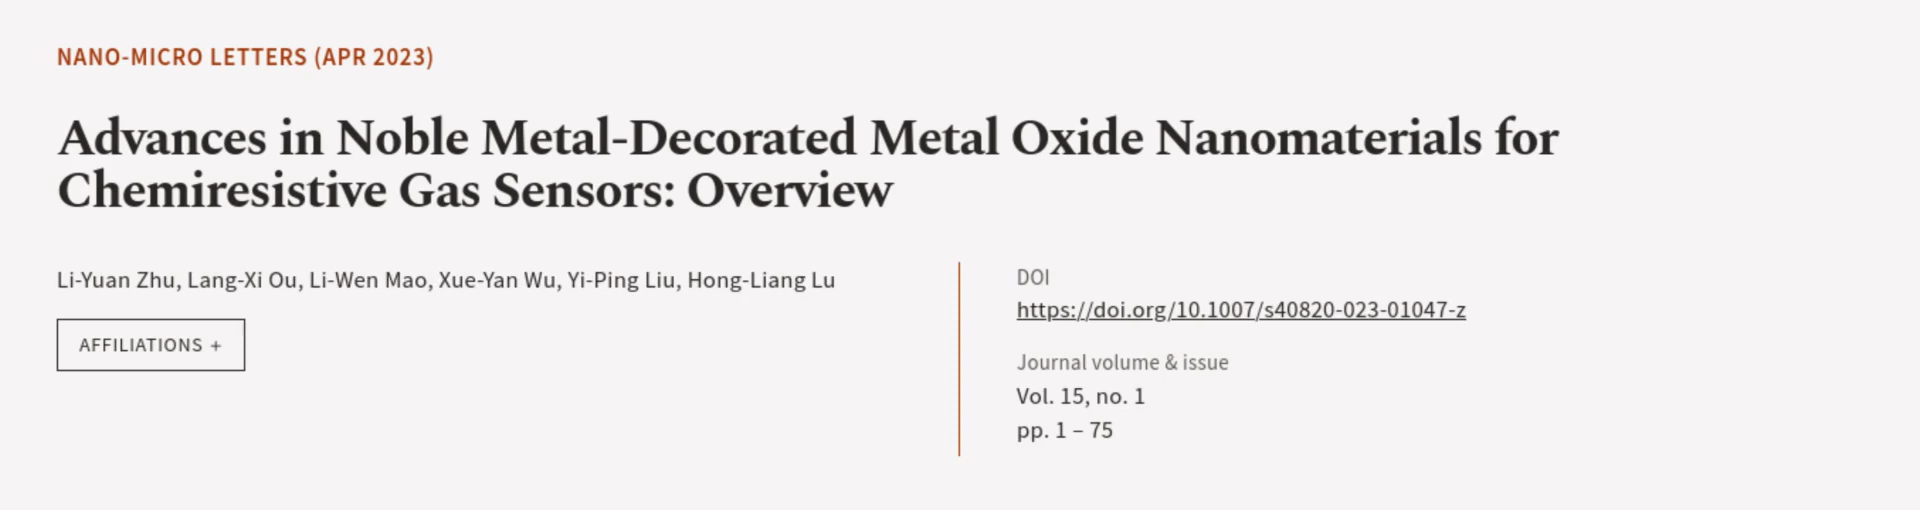 NANO-MICRO LETTERS (APR 2023)
Advances in Noble Metal-Decorated Metal Oxide Nanomaterials for
Chemiresistive Gas Sensors: Overview
Li-Yuan Zhu, Lang-Xi Ou, Li-Wen Mao, Xue-Yan Wu, Yi-Ping Liu, Hong-Liang Lu
AFFILIATIONS +
DOI
https://doi.org/10.1007/s40820-023-01047-z
Journal volume & issue
Vol. 15, no. 1
pp. 1 – 75